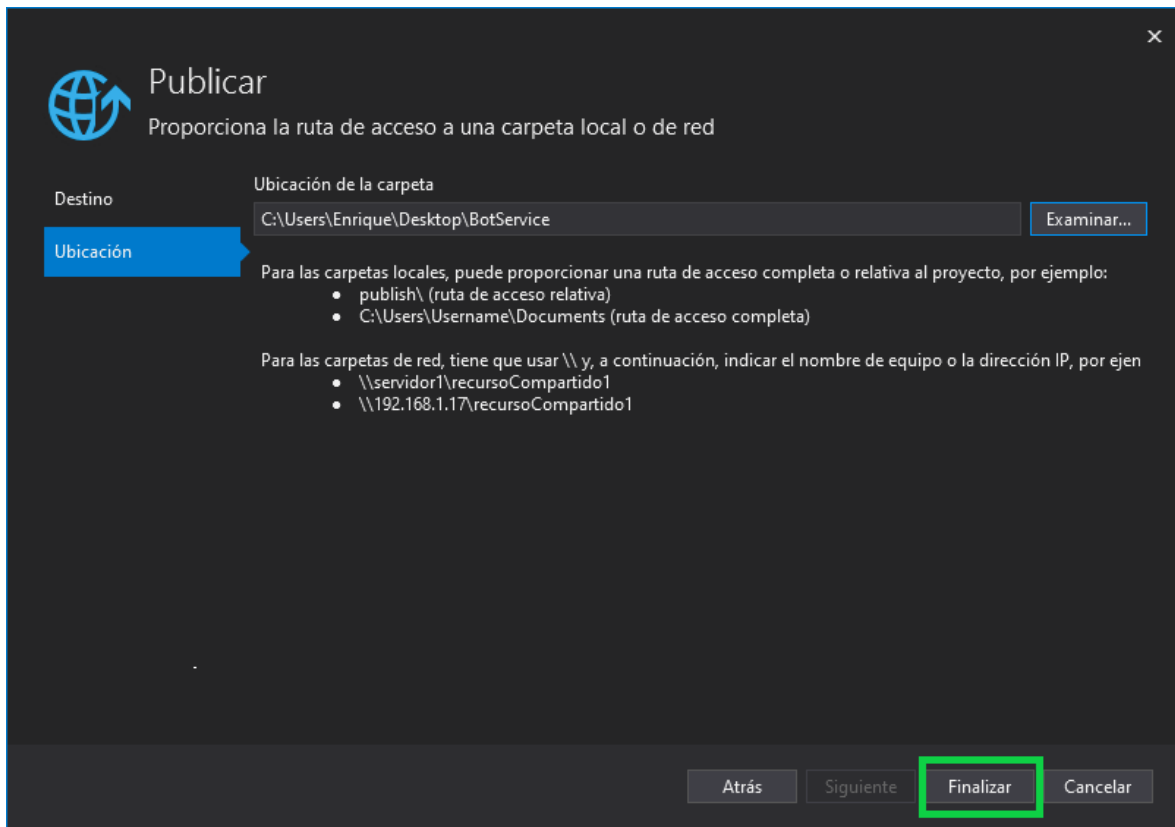 Publicar
Proporciona la ruta de acceso a una carpeta local o de red
Destino
Ubicación
Ubicación de la carpeta
C:\Users\Enrique\Desktop\BotService
Examinar...
Para las carpetas locales, puede proporcionar una ruta de acceso completa o relativa al proyecto, por ejemplo:
● publish\ (ruta de acceso relativa)
● C:\Users\Username\Documents (ruta de acceso completa)
Para las carpetas de red, tiene que usar \\ y, a continuación, indicar el nombre de equipo o la dirección IP, por ejen
● \\servidor1\recursoCompartido1
● \\192.168.1.17\recursoCompartido1
Atrás Siguiente Finalizar Cancelar